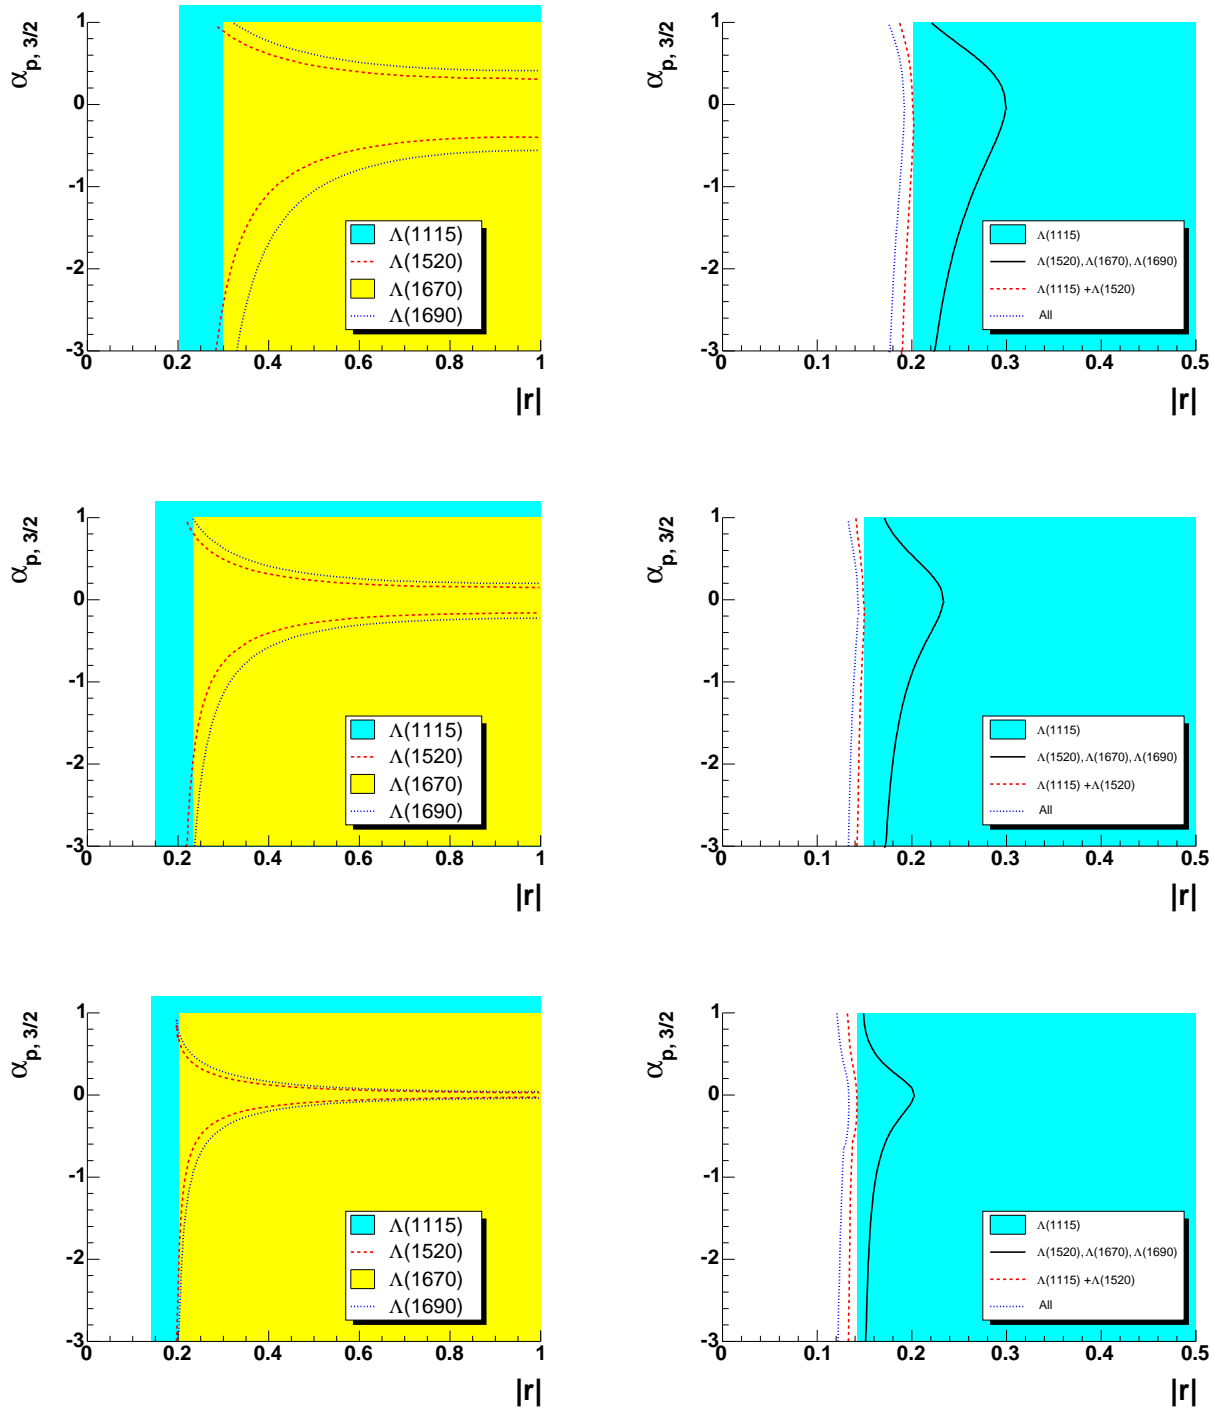 α p, 3/2
1
0
-1
-2
-3
0 0.2 0.4 0.6 0.8 1
|r|
Λ(1115)
Λ(1520)
Λ(1670)
Λ(1690)
α p, 3/2
1
0
-1
-2
-3
0 0.1 0.2 0.3 0.4 0.5
|r|
Λ(1115)
Λ(1520), Λ(1670), Λ(1690)
Λ(1115) +Λ(1520)
All
α p, 3/2
1
0
-1
-2
-3
0 0.2 0.4 0.6 0.8 1
|r|
Λ(1115)
Λ(1520)
Λ(1670)
Λ(1690)
α p, 3/2
1
0
-1
-2
-3
0 0.1 0.2 0.3 0.4 0.5
|r|
Λ(1115)
Λ(1520), Λ(1670), Λ(1690)
Λ(1115) +Λ(1520)
All
α p, 3/2
1
0
-1
-2
-3
0 0.2 0.4 0.6 0.8 1
|r|
Λ(1115)
Λ(1520)
Λ(1670)
Λ(1690)
α p, 3/2
1
0
-1
-2
-3
0 0.1 0.2 0.3 0.4 0.5
|r|
Λ(1115)
Λ(1520), Λ(1670), Λ(1690)
Λ(1115) +Λ(1520)
All